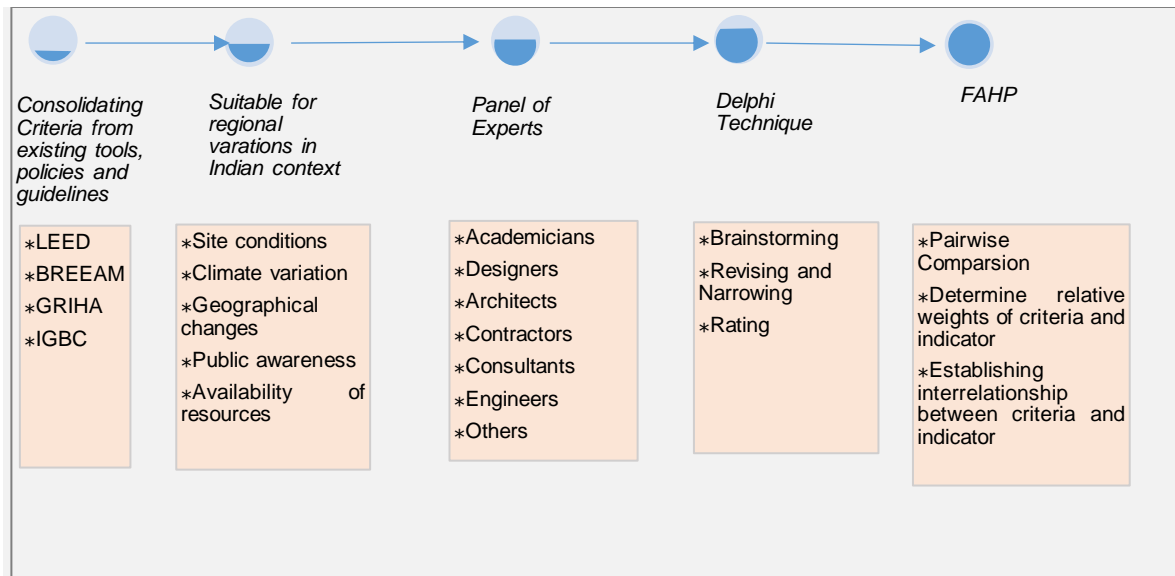 Consolidating
Criteria from
existing tools,
policies and
guidelines
Suitable for
regional
varations in
Indian context
Panel of
Experts
Delphi
Technique
FAHP
*LEED
*BREEAM
*GRIHA
*IGBC
*Site conditions
*Climate variation
*Geographical
changes
*Public awareness
*Availability of
resources
*Academicians
*Designers
*Architects
*Contractors
*Consultants
*Engineers
*Others
*Brainstorming
*Revising and
Narrowing
*Rating
*Pairwise
Comparsion
*Determine relative
weights of criteria and
indicator
*Establishing
interrelationship
between criteria and
indicator